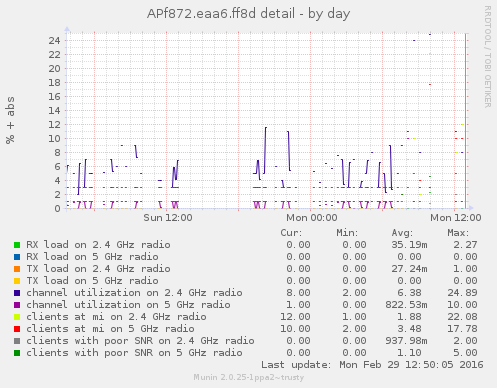 APf872.eaa6.ff8d detail - by day
RRDTOOL / TOBI OETIKER
% + abs
24
22
20
18
16
14
12
10
8
6
4
2
0
Sun 12:00 Mon 00:00 Mon 12:00
Cur: Min: Avg: Max:
RX load on 2.4 GHz radio 0.00 0.00 35.19m 2.27
RX load on 5 GHz radio 0.00 0.00 0.00 0.00
TX load on 2.4 GHz radio 0.00 0.00 27.24m 1.00
TX load on 5 GHz radio 0.00 0.00 0.00 0.00
channel utilization on 2.4 GHz radio 8.00 2.00 6.38 24.89
channel utilization on 5 GHz radio 1.00 0.00 822.53m 10.00
clients at mi on 2.4 GHz radio 12.00 1.00 1.88 22.08
clients at mi on 5 GHz radio 10.00 2.00 3.48 17.78
clients with poor SNR on 2.4 GHz radio 0.00 0.00 937.98m 2.00
clients with poor SNR on 5 GHz radio 0.00 0.00 1.10 5.00
Last update: Mon Feb 29 12:50:05 2016
Munin 2.0.25-1ppa2~trusty